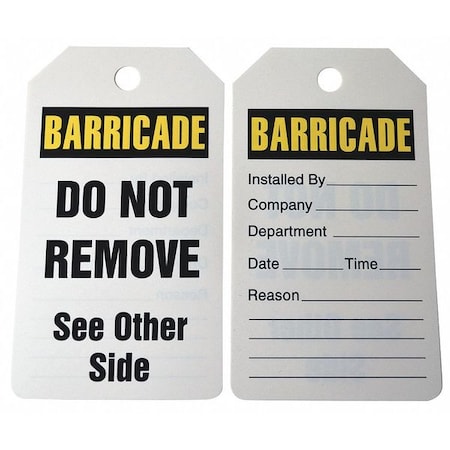 BARRICADE
DO NOT
REMOVE
See Other
Side
BARRICADE
Installed By
Company
Department
Date Time
Reason